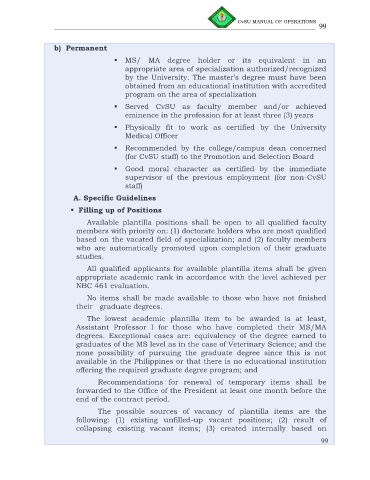 CvSU MANUAL OF OPERATIONS
99
b) Permanent
▪ MS/ MA degree holder or its equivalent in an
appropriate area of specialization authorized/recognized
by the University. The master's degree must have been
obtained from an educational institution with accredited
program on the area of specialization
▪ Served CvSU as faculty member and/or achieved
eminence in the profession for at least three (3) years
▪ Physically fit to work as certified by the University
Medical Officer
▪ Recommended by the college/campus dean concerned
(for CvSU staff) to the Promotion and Selection Board
▪ Good moral character as certified by the immediate
supervisor of the previous employment (for non-CvSU
staff)
A. Specific Guidelines
• Filling up of Positions
Available plantilla positions shall be open to all qualified faculty
members with priority on: (1) doctorate holders who are most qualified
based on the vacated field of specialization; and (2) faculty members
who are automatically promoted upon completion of their graduate
studies.
All qualified applicants for available plantilla items shall be given
appropriate academic rank in accordance with the level achieved per
NBC 461 evaluation.
No items shall be made available to those who have not finished
their graduate degrees.
The lowest academic plantilla item to be awarded is at least,
Assistant Professor I for those who have completed their MS/MA
degrees. Exceptional cases are: equivalency of the degree earned to
graduates of the MS level as in the case of Veterinary Science; and the
none possibility of pursuing the graduate degree since this is not
available in the Philippines or that there is no educational institution
offering the required graduate degree program; and
Recommendations for renewal of temporary items shall be
forwarded to the Office of the President at least one month before the
end of the contract period.
The possible sources of vacancy of plantilla items are the
following: (1) existing unfilled-up vacant positions; (2) result of
collapsing existing vacant items; (3) created internally based on
99